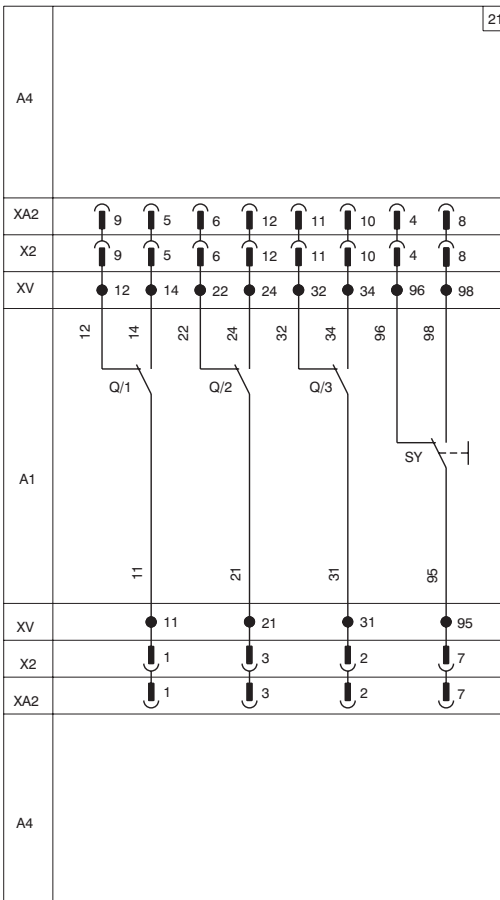 21
A4
XA2 9 5 6 12 11 10 4 8
X2 9 5 6 12 11 10 4 8
XV 12 14 22 24 32 34 96 98
12 14 22 24 32 34 96 98
Q/1 Q/2 Q/3
SY
A1
11 21 31 95
XV 11 21 31 95
X2 1 3 2 7
XA2 1 3 2 7
A4